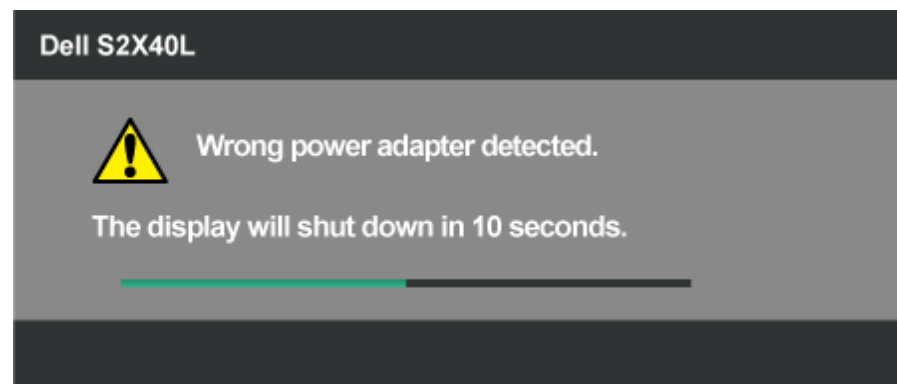 Dell S2X40L
Wrong power adapter detected.
The display will shut down in 10 seconds.